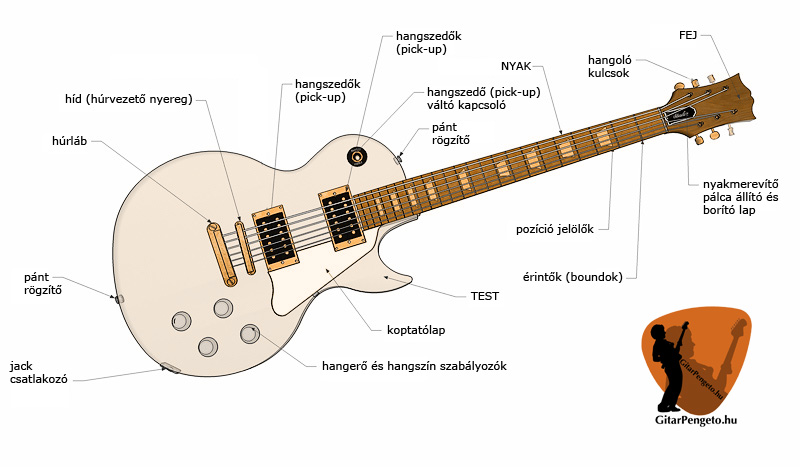 hangszedők
(pick-up)
FEJ
NYAK
hangoló
kulcsok
hangszedők
(pick-up)
hangszedő (pick-up)
váltó kapcsoló
híd (húrvezető nyereg)
pánt
rögzítő
húrláb
nyakmerevítő
pálca állító és
borító lap
pozíció jelölők
pánt
rögzítő
érintők (boundok)
TEST
koptatólap
jack
csatlakozó
hangerő és hangszín szabályozók
GitarPengeto.hu
GitarPengeto.hu